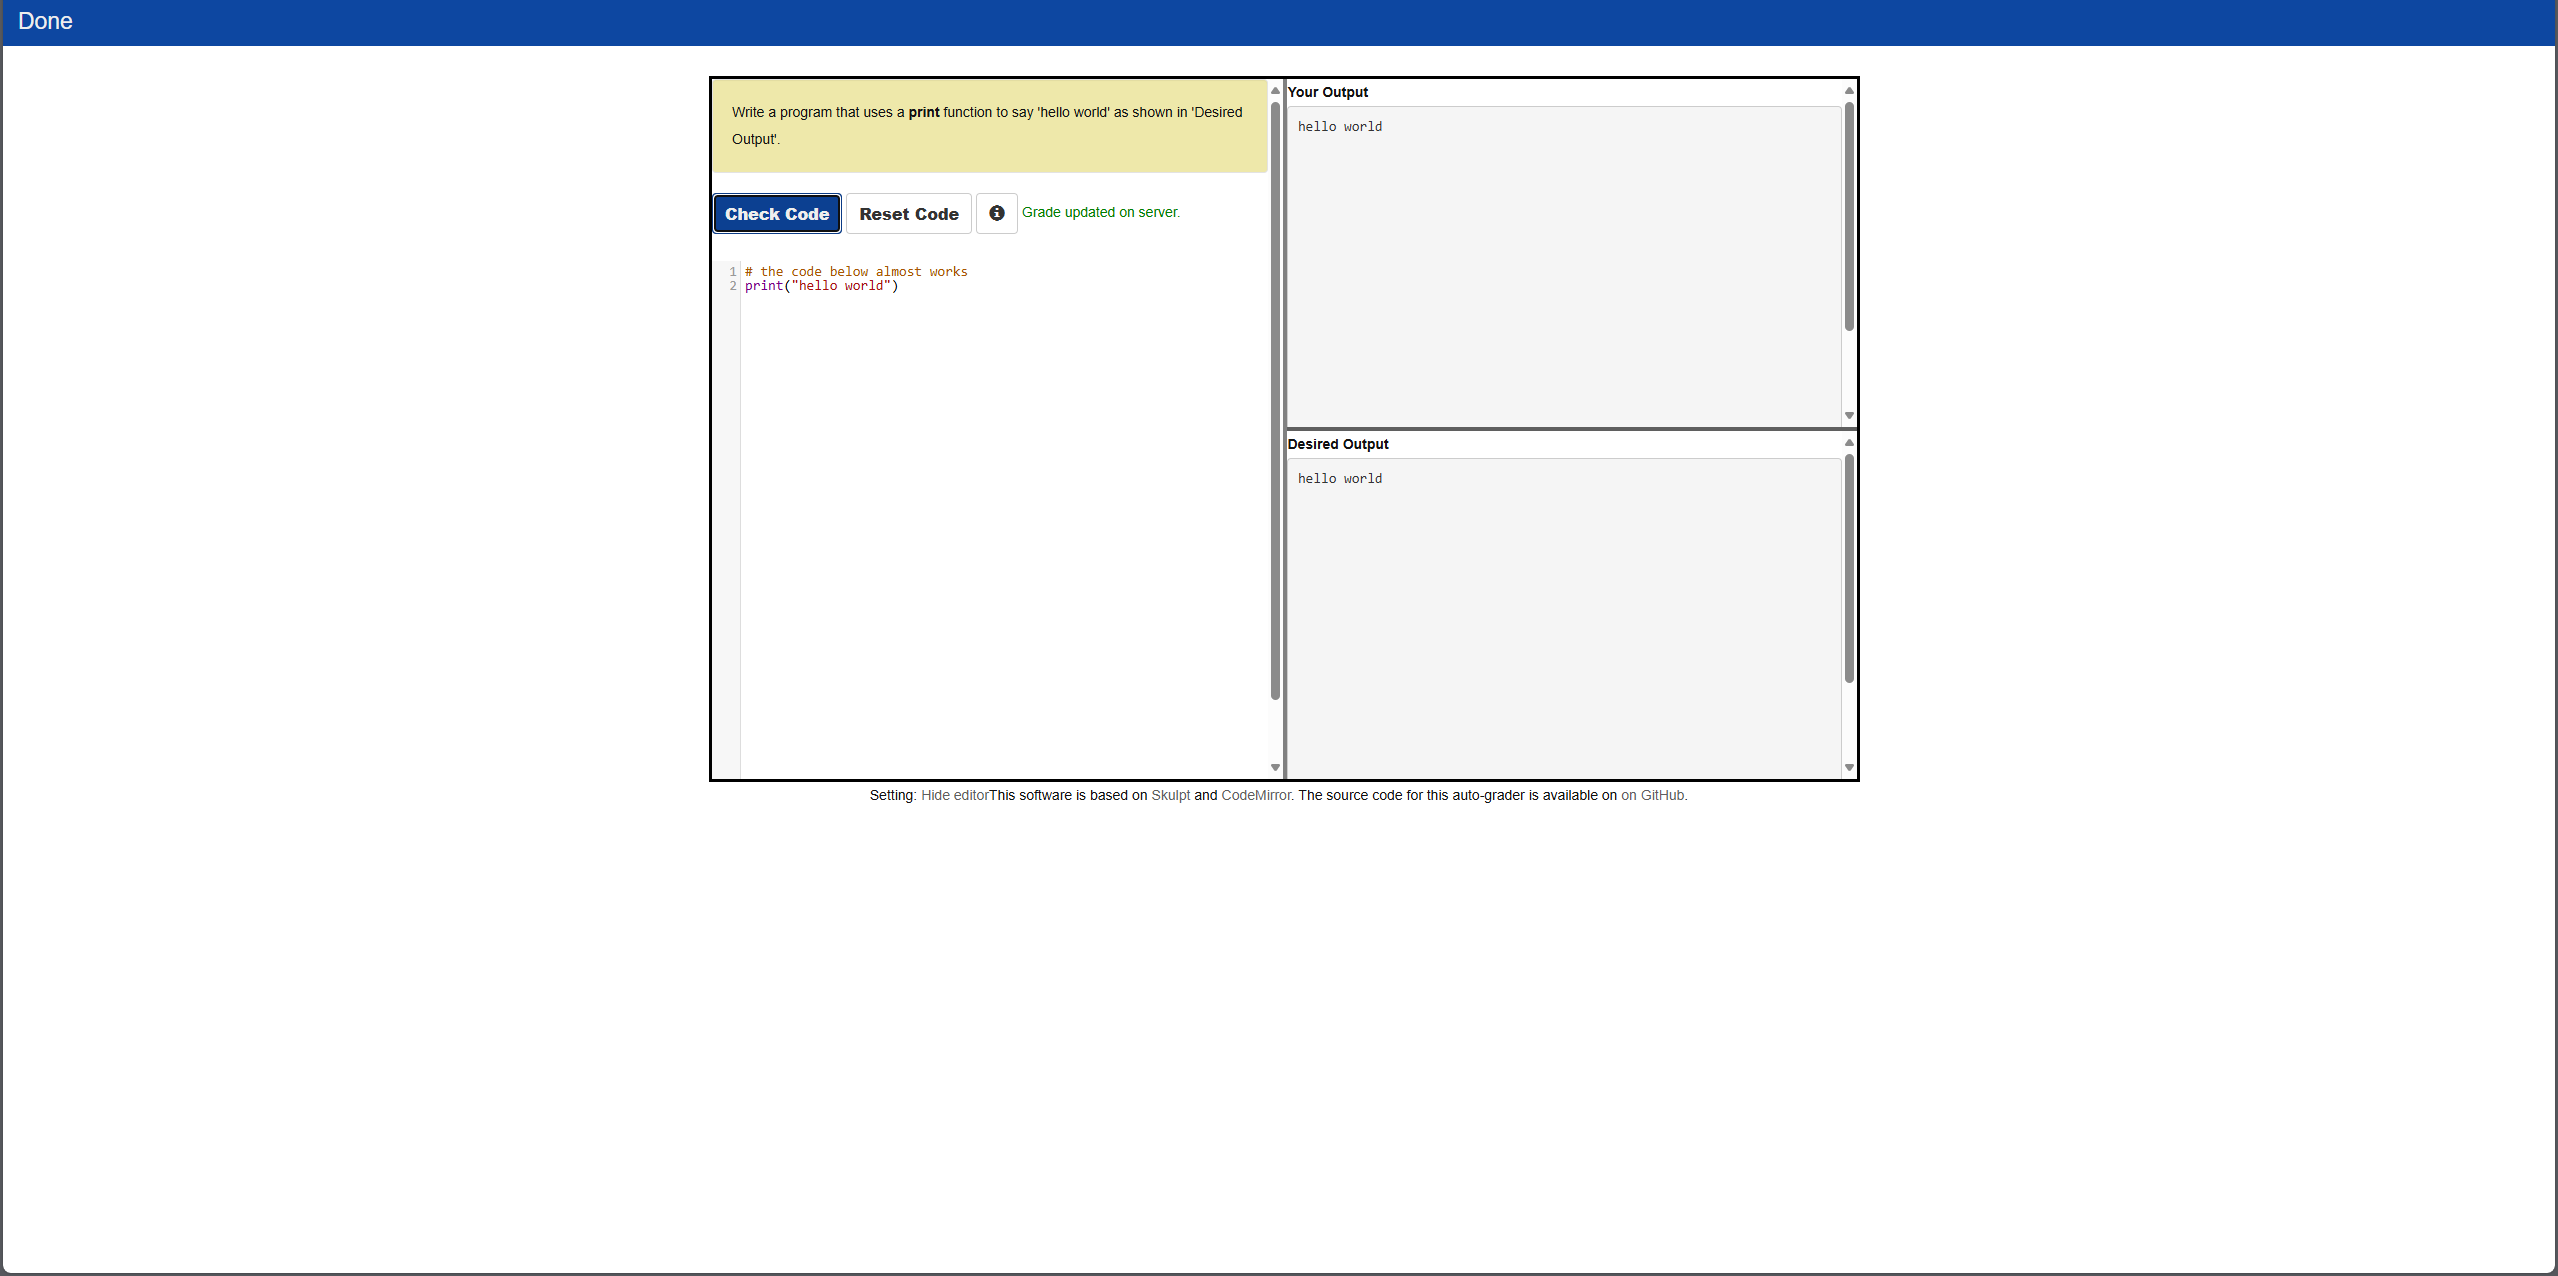 Done
Write a program that uses a print function to say 'hello world' as shown in 'Desired
Output'.
Check Code Reset Code Grade updated on server.
1 # the code below almost works
2 print("hello world")
Your Output
hello world
Desired Output
hello world
Setting: Hide editorThis software is based on Skulpt and CodeMirror. The source code for this auto-grader is available on on GitHub.